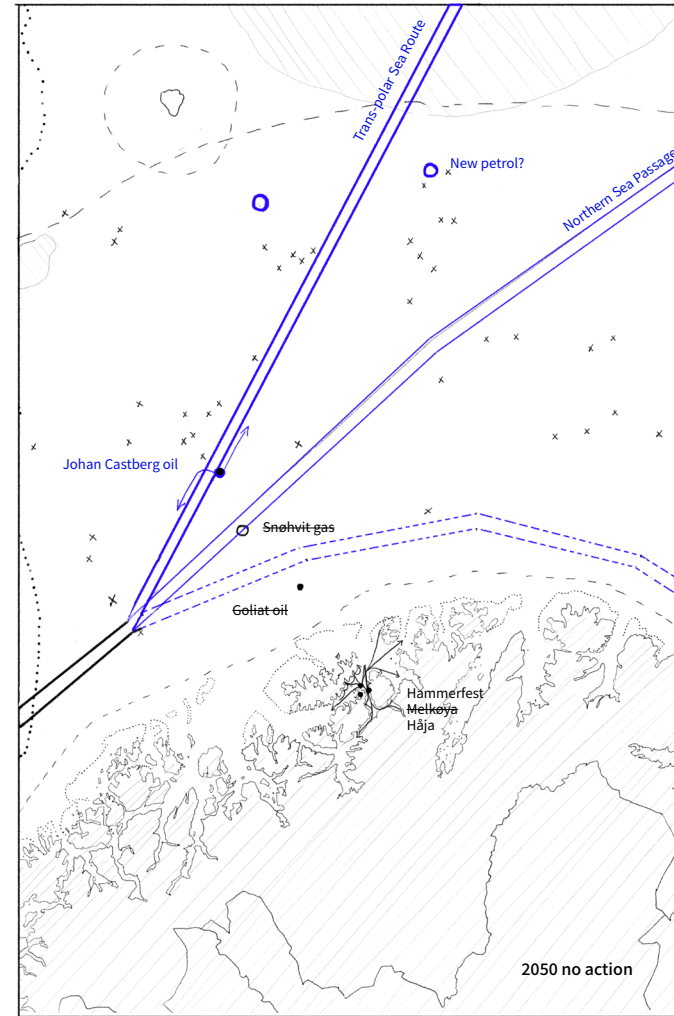 Trans-polar Sea Route
New petrol?
Northern Sea Passage
Johan Castberg oil
Snøhvit gas
Goliat oil
Hammerfest
Melkøya
Håja
2050 no action